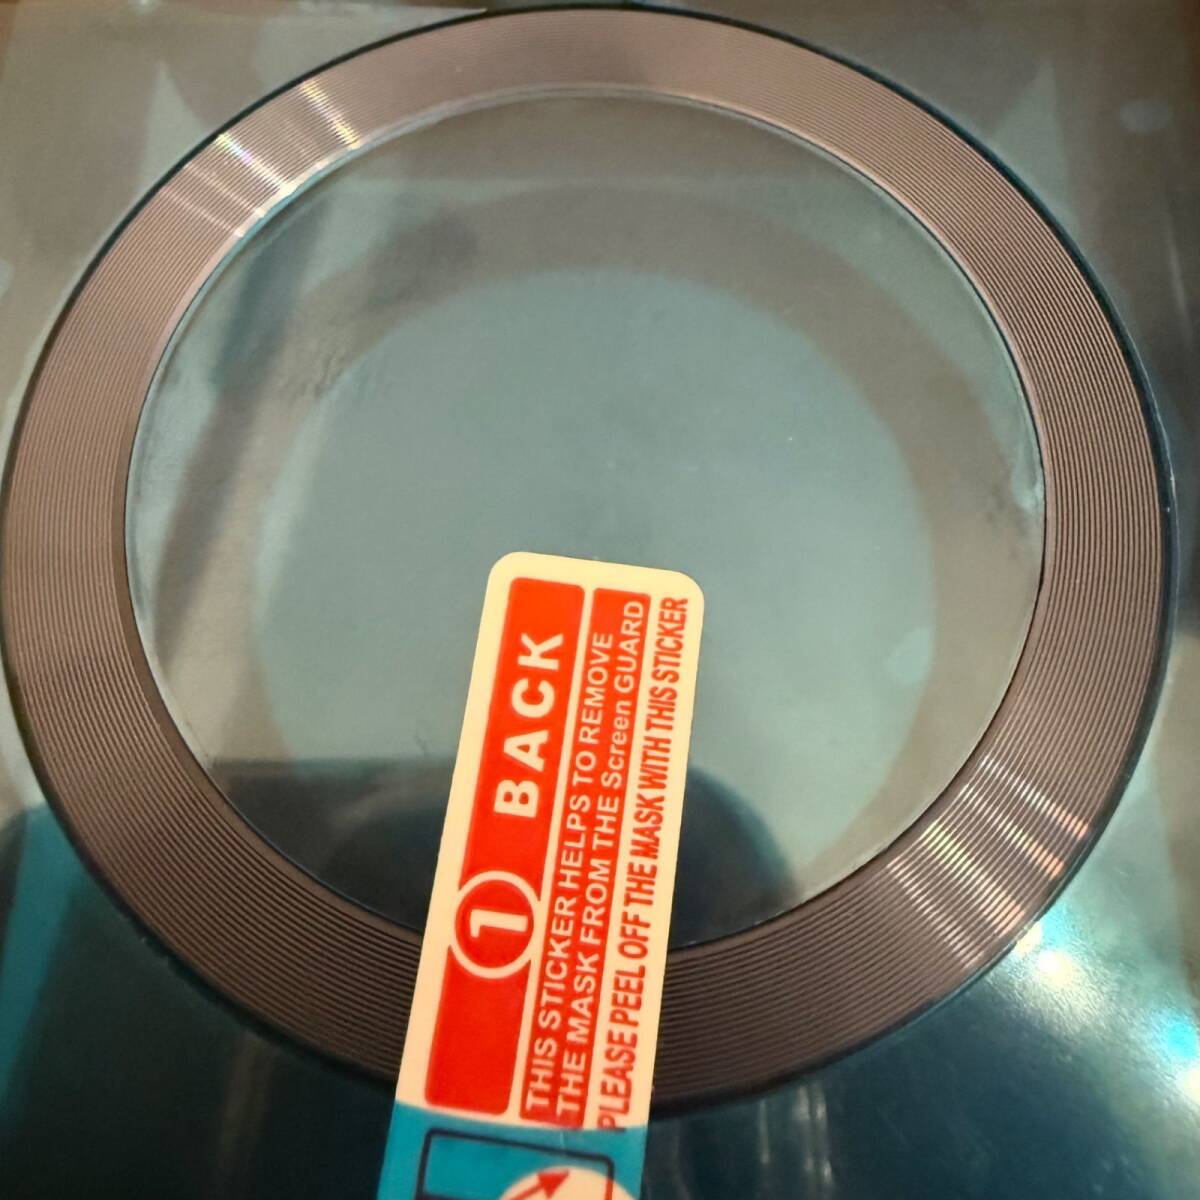 1 BACK
THIS STICKER HELPS TO REMOVE
THE MASK FROM THE Screen GUARD
PLEASE PEEL OFF THE MASK WITH THIS STICKER